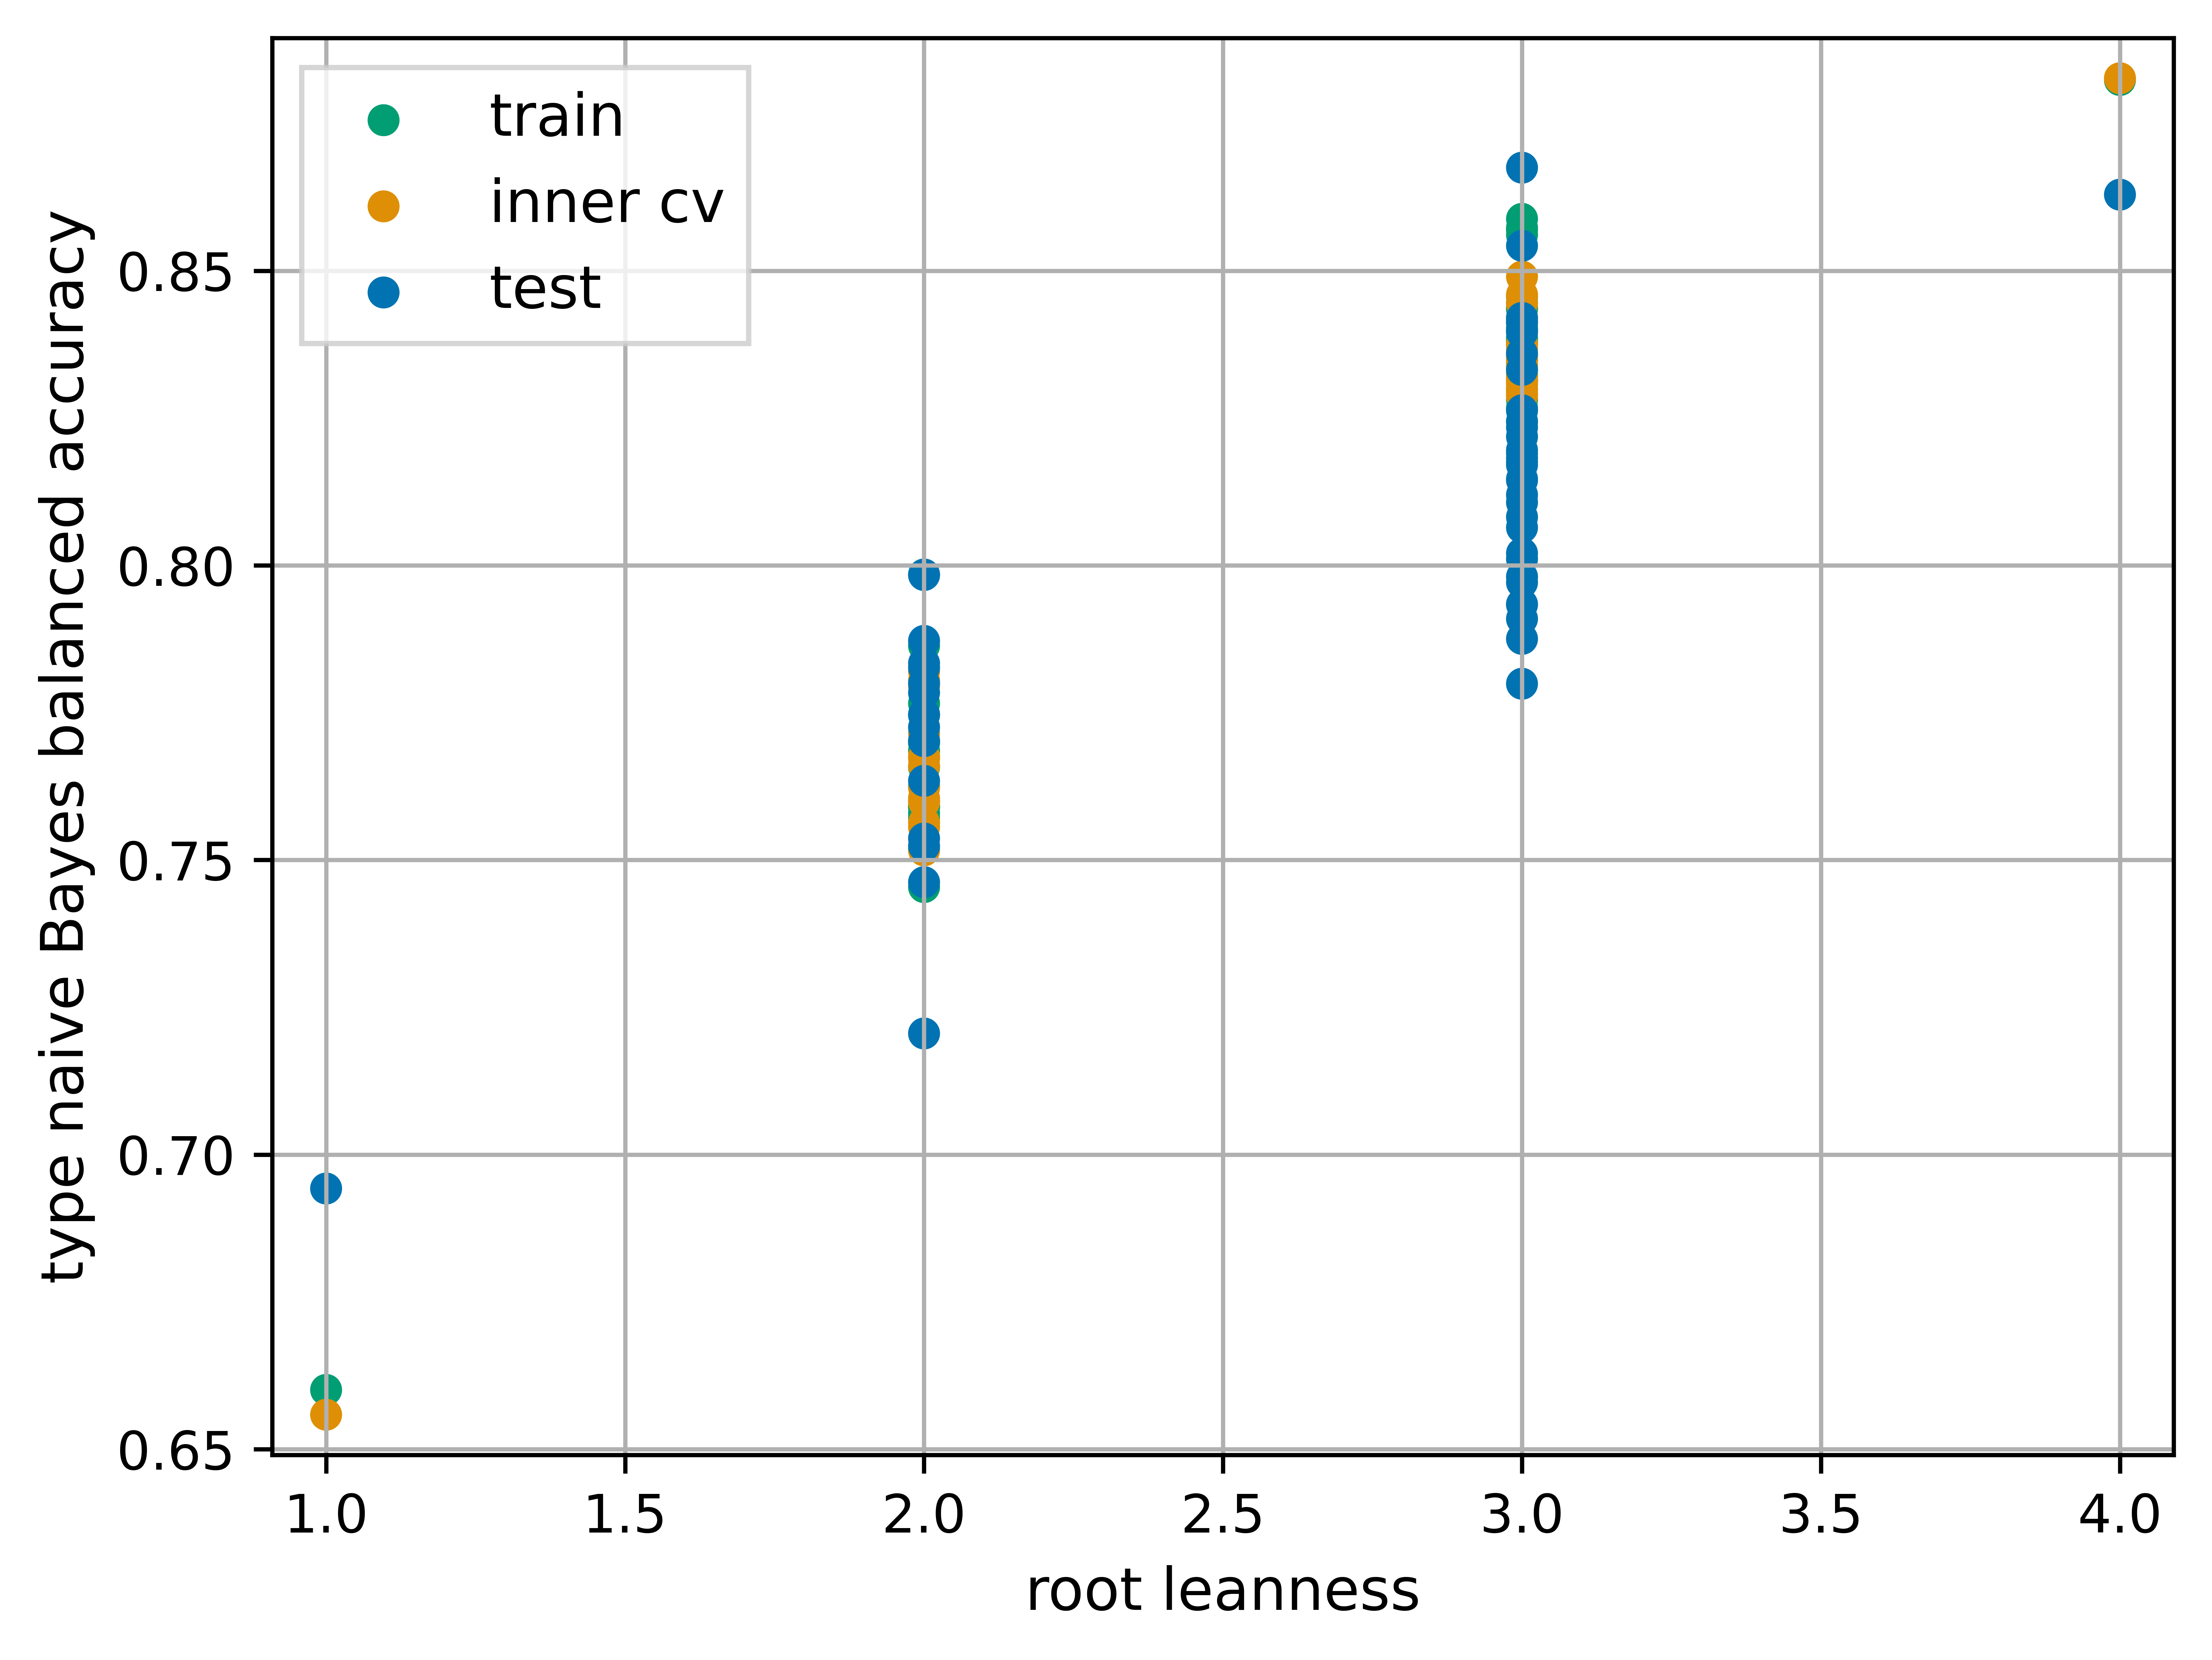 train
inner cv
test
type naive Bayes balanced accuracy
0.85
0.80
0.75
0.70
0.65
1.0 1.5 2.0 2.5 3.0 3.5 4.0
root leanness